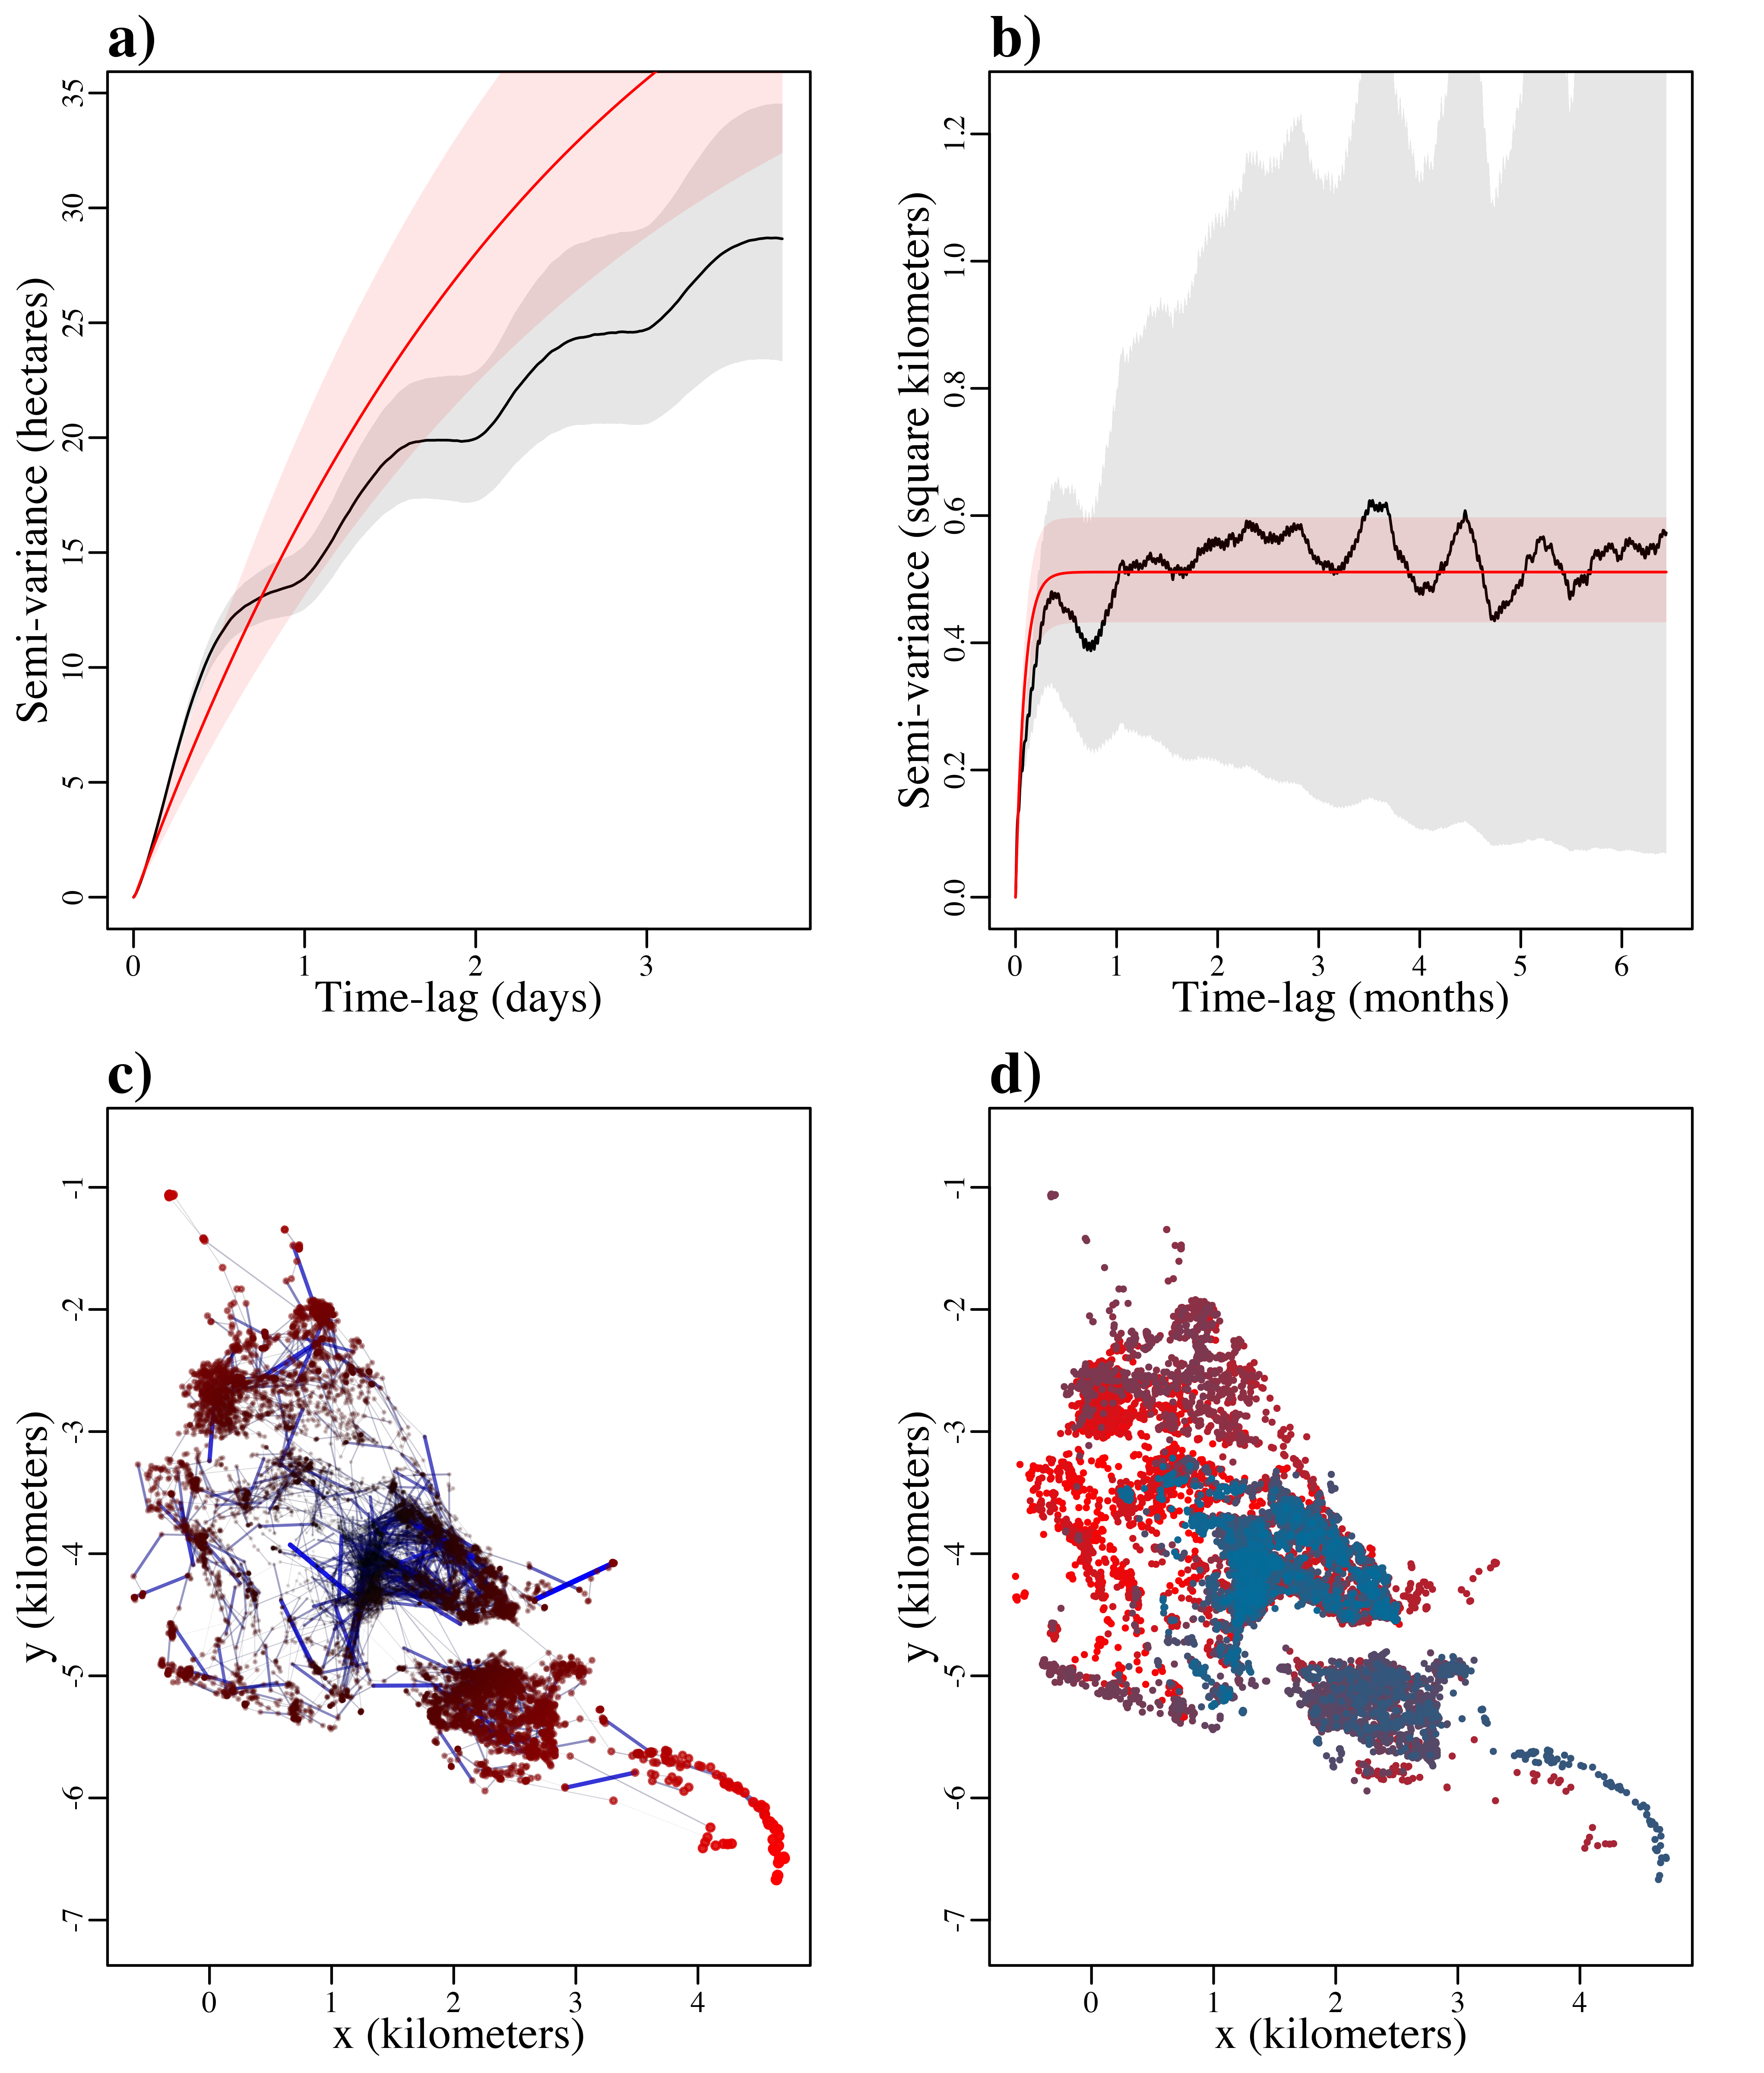 a)
Semi-variance (hectares)
35
30
25
20
15
10
5
0
0 1 2 3
Time-lag (days)
b)
Semi-variance (square kilometers)
1.2
1.0
0.8
0.6
0.4
0.2
0.0
0 1 2 3 4 5 6
Time-lag (months)
c)
y (kilometers)
-1
-2
-3
-4
-5
-6
-7
0 1 2 3 4
x (kilometers)
d)
y (kilometers)
-1
-2
-3
-4
-5
-6
-7
0 1 2 3 4
x (kilometers)